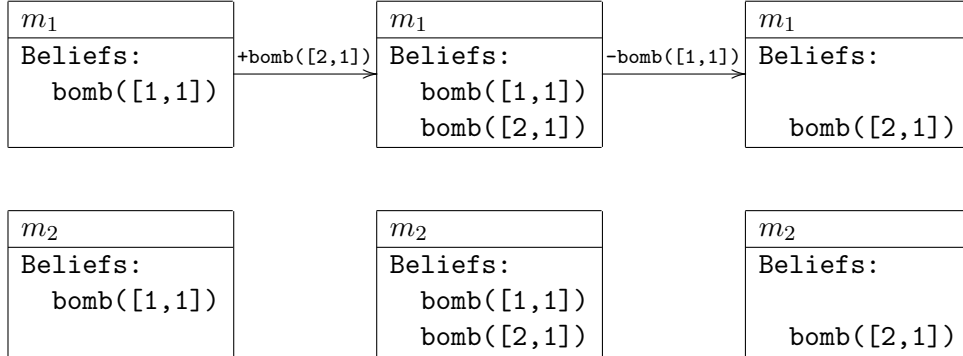 m1 m1 m1
Beliefs: +bomb([2,1]) Beliefs: -bomb([1,1]) Beliefs:
bomb([1,1]) bomb([1,1])
bomb([2,1]) bomb([2,1])
m2 m2 m2
Beliefs: Beliefs: Beliefs:
bomb([1,1]) bomb([1,1])
bomb([2,1]) bomb([2,1])